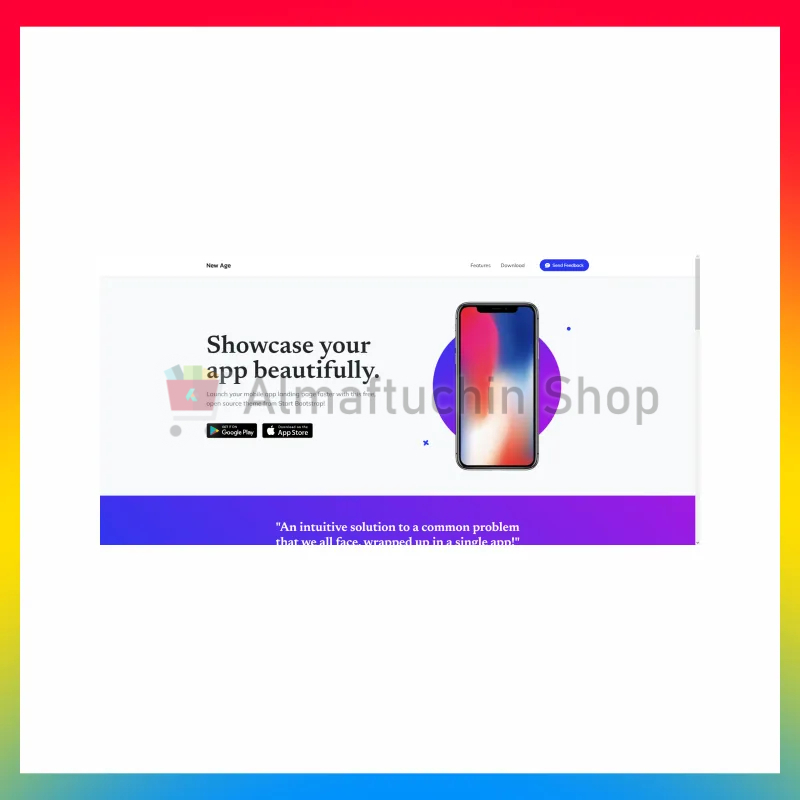 New Age
Features
Download
Send Feedback
Showcase your
app beautifully.
Launch your mobile app landing page faster with this free,
open source theme from Start Bootstrap!
GET IT ON
Google Play
Download on the
App Store
Almaftuchin Shop
"An intuitive solution to a common problem
that we all face, wrapped up in a single app!"